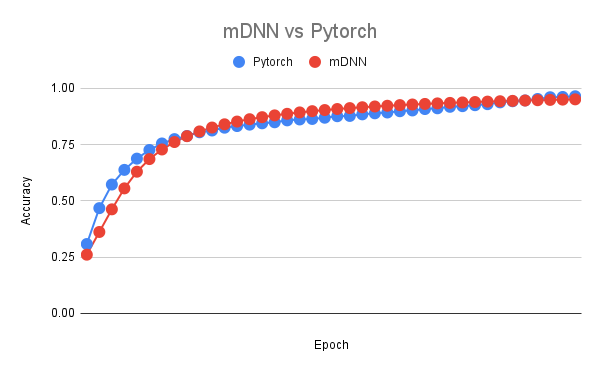 mDNN vs Pytorch
Pytorch mDNN
1.00
0.75
0.50
0.25
0.00
Accuracy
Epoch